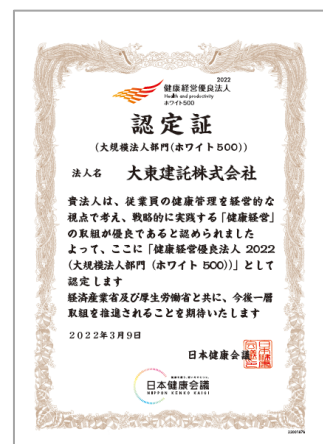 2022
健康経営優良法人
Health and productivity
ホワイト500
認定証
(大規模法人部門(ホワイト500))
法人名 大東建託株式会社
貴法人は、従業員の健康管理を経営的な
視点で考え、戦略的に実践する「健康経営」
の取組が優良であると認められました
よって、ここに「健康経営優良法人 2022
(大規模法人部門 (ホワイト 500))」として
認定します
経済産業省及び厚生労働省と共に、今後一層
取組を推進されることを期待いたします
2022年3月9日
日本健康会議
日本健康会議
NIPPON KENKO KAIGI